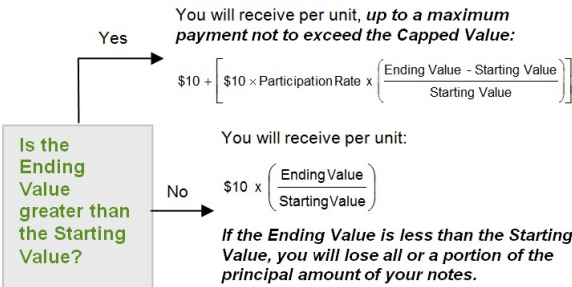 You will receive per unit, up to a maximum
payment not to exceed the Capped Value:
Yes
$10 + [ $10 × Participation Rate x ( Ending Value - Starting Value / Starting Value ) ]
Is the
Ending
Value
greater than
the Starting
Value?
No
You will receive per unit:
$10 x ( Ending Value / Starting Value )
If the Ending Value is less than the Starting
Value, you will lose all or a portion of the
principal amount of your notes.